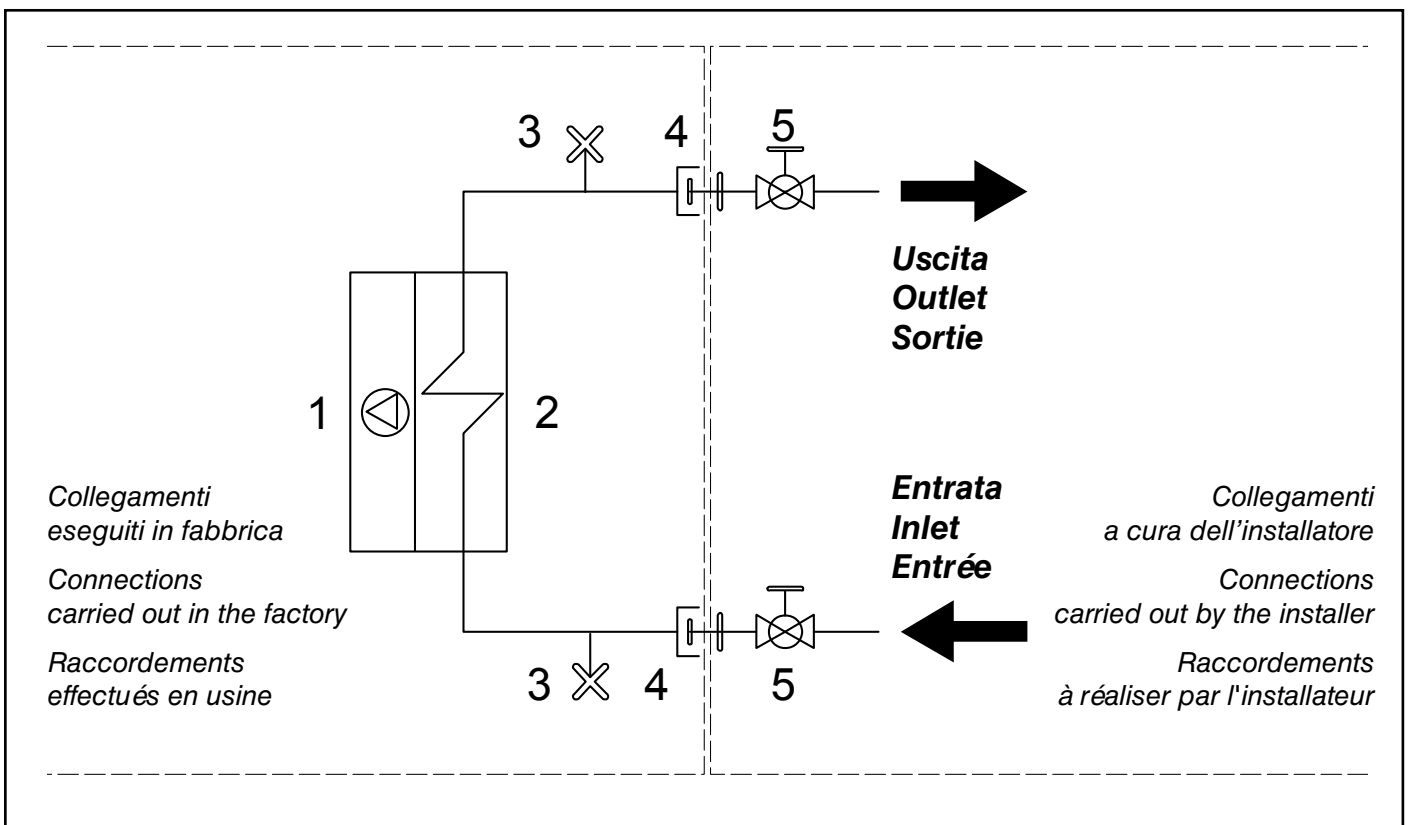 3
4
5
Uscita
Outlet
Sortie
1
2
Collegamenti
eseguiti in fabbrica
Connections
carried out in the factory
Raccordements
effectués en usine
Entrata
Inlet
Entrée
Collegamenti
a cura dell'installatore
Connections
carried out by the installer
Raccordements
à réaliser par l'installateur
3
4
5